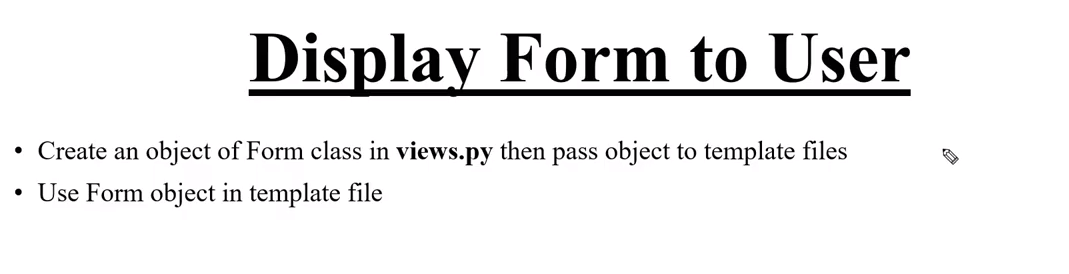 Display Form to User
• Create an object of Form class in views.py then pass object to template files
• Use Form object in template file